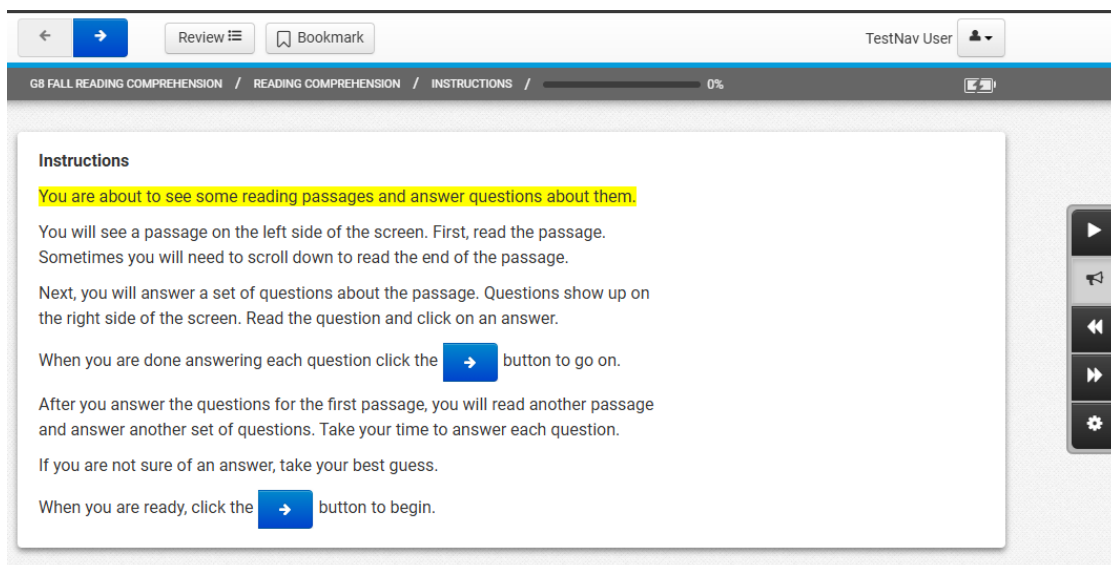 Review
Bookmark
TestNav User
G8 FALL READING COMPREHENSION / READING COMPREHENSION / INSTRUCTIONS / 0%
Instructions
You are about to see some reading passages and answer questions about them.
You will see a passage on the left side of the screen. First, read the passage.
Sometimes you will need to scroll down to read the end of the passage.
Next, you will answer a set of questions about the passage. Questions show up on
the right side of the screen. Read the question and click on an answer.
When you are done answering each question click the → button to go on.
After you answer the questions for the first passage, you will read another passage
and answer another set of questions. Take your time to answer each question.
If you are not sure of an answer, take your best guess.
When you are ready, click the → button to begin.